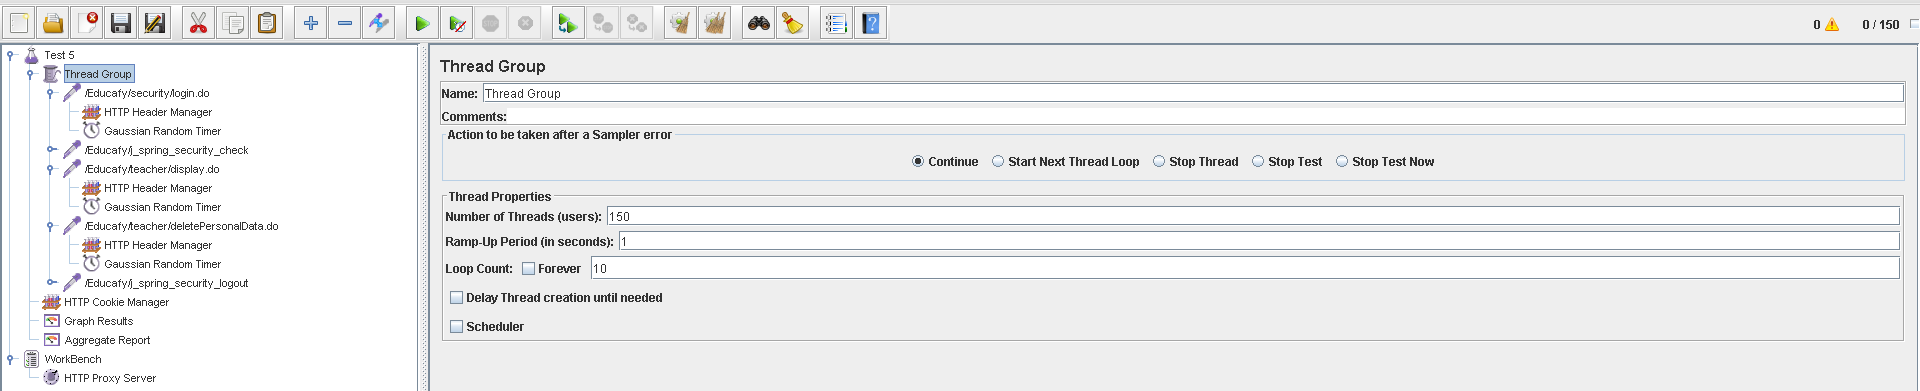 0 0 / 150
Test 5
Thread Group
/Educafy/security/login.do
HTTP Header Manager
Gaussian Random Timer
/Educafy/j_spring_security_check
/Educafy/teacher/display.do
HTTP Header Manager
Gaussian Random Timer
/Educafy/teacher/deletePersonalData.do
HTTP Header Manager
Gaussian Random Timer
/Educafy/j_spring_security_logout
HTTP Cookie Manager
Graph Results
Aggregate Report
WorkBench
HTTP Proxy Server
Thread Group
Name: Thread Group
Comments:
Action to be taken after a Sampler error
Continue Start Next Thread Loop Stop Thread Stop Test Stop Test Now
Thread Properties
Number of Threads (users): 150
Ramp-Up Period (in seconds): 1
Loop Count: Forever 10
Delay Thread creation until needed
Scheduler